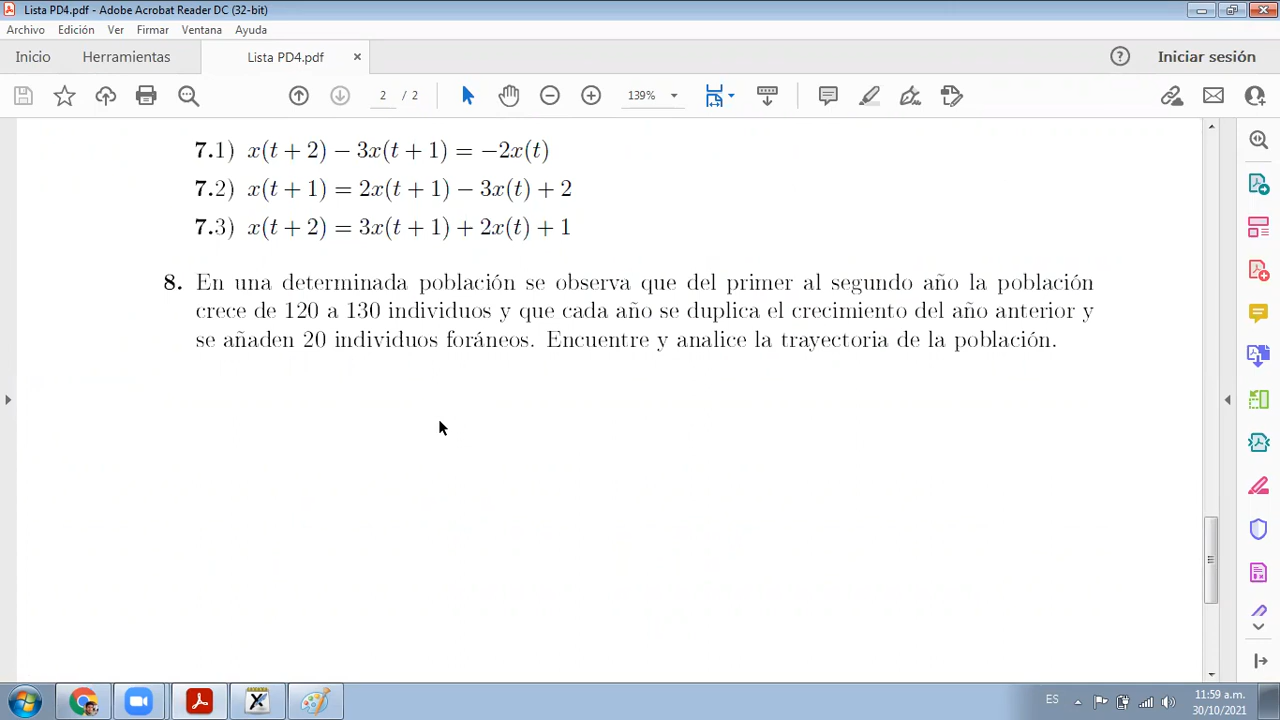 Lista PD4.pdf - Adobe Acrobat Reader DC (32-bit)
Archivo Edición Ver Firmar Ventana Ayuda
Inicio Herramientas Lista PD4.pdf × Iniciar sesión
2 / 2 139%
7.1) x(t + 2) − 3x(t + 1) = −2x(t)
7.2) x(t + 1) = 2x(t + 1) − 3x(t) + 2
7.3) x(t + 2) = 3x(t + 1) + 2x(t) + 1
8. En una determinada población se observa que del primer al segundo año la población
crece de 120 a 130 individuos y que cada año se duplica el crecimiento del año anterior y
se añaden 20 individuos foráneos. Encuentre y analice la trayectoria de la población.
ES 11:59 a.m.
30/10/2021